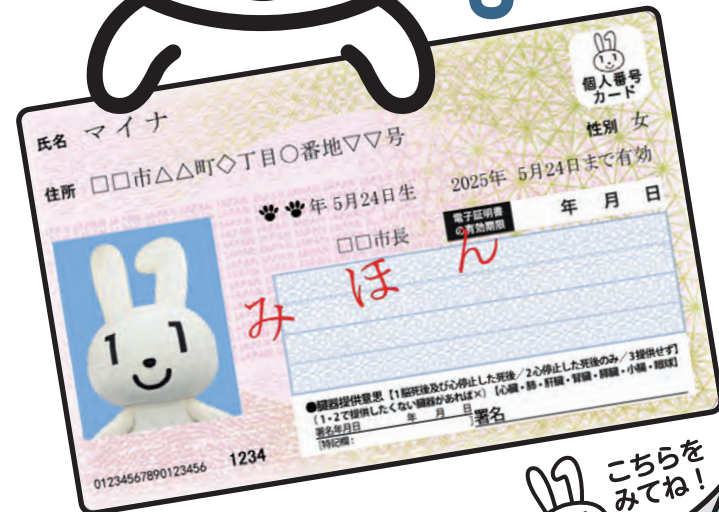 個人番号
カード
氏名 マイナ
性別 女
住所 □□市△△町◇丁目○番地▽▽号
年 5月24日生 2025年 5月24日まで有効
□□市長
電子証明書
の有効期限
年 月 日
みほん
●臓器提供意思【1脳死後及び心停止した死後/2心停止した死後のみ/3提供せず】
(1・2で提供したくない臓器があれば×)【心臓・肺・肝臓・腎臓・膵臓・小腸・眼球】
署名年月日 年 月 日 署名
[特記欄: ]
01234567890123456 1234
こちらを
みてね!